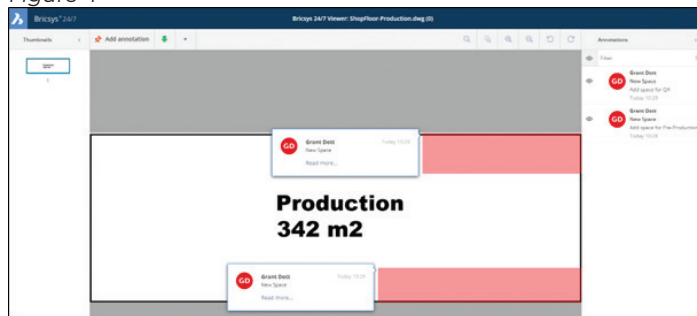 Bricsys® 24/7
Bricsys 24/7 Viewer: ShopFloor-Production.dwg (0)
Thumbnails
Add annotation
Annotations
Filter
1
GD
Grant Dott
New Space
Add space for QA
Today 10:29
GD
Grant Dott
New Space
Add space for Pre-Production
Today 10:29
GD
Grant Dott
Today 10:29
New Space
Read more...
Production
342 m2
GD
Grant Dott
Today 10:29
New Space
Read more...